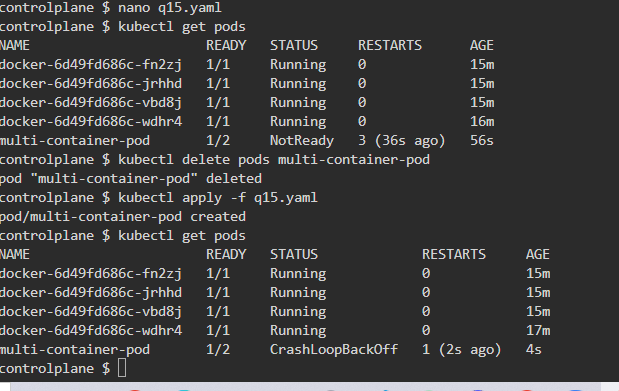 controlplane $ nano q15.yaml
controlplane $ kubectl get pods
NAME READY STATUS RESTARTS AGE
docker-6d49fd686c-fn2zj 1/1 Running 0 15m
docker-6d49fd686c-jrhhd 1/1 Running 0 15m
docker-6d49fd686c-vbd8j 1/1 Running 0 15m
docker-6d49fd686c-wdhr4 1/1 Running 0 16m
multi-container-pod 1/2 NotReady 3 (36s ago) 56s
controlplane $ kubectl delete pods multi-container-pod
pod "multi-container-pod" deleted
controlplane $ kubectl apply -f q15.yaml
pod/multi-container-pod created
controlplane $ kubectl get pods
NAME READY STATUS RESTARTS AGE
docker-6d49fd686c-fn2zj 1/1 Running 0 15m
docker-6d49fd686c-jrhhd 1/1 Running 0 15m
docker-6d49fd686c-vbd8j 1/1 Running 0 15m
docker-6d49fd686c-wdhr4 1/1 Running 0 17m
multi-container-pod 1/2 CrashLoopBackOff 1 (2s ago) 4s
controlplane $